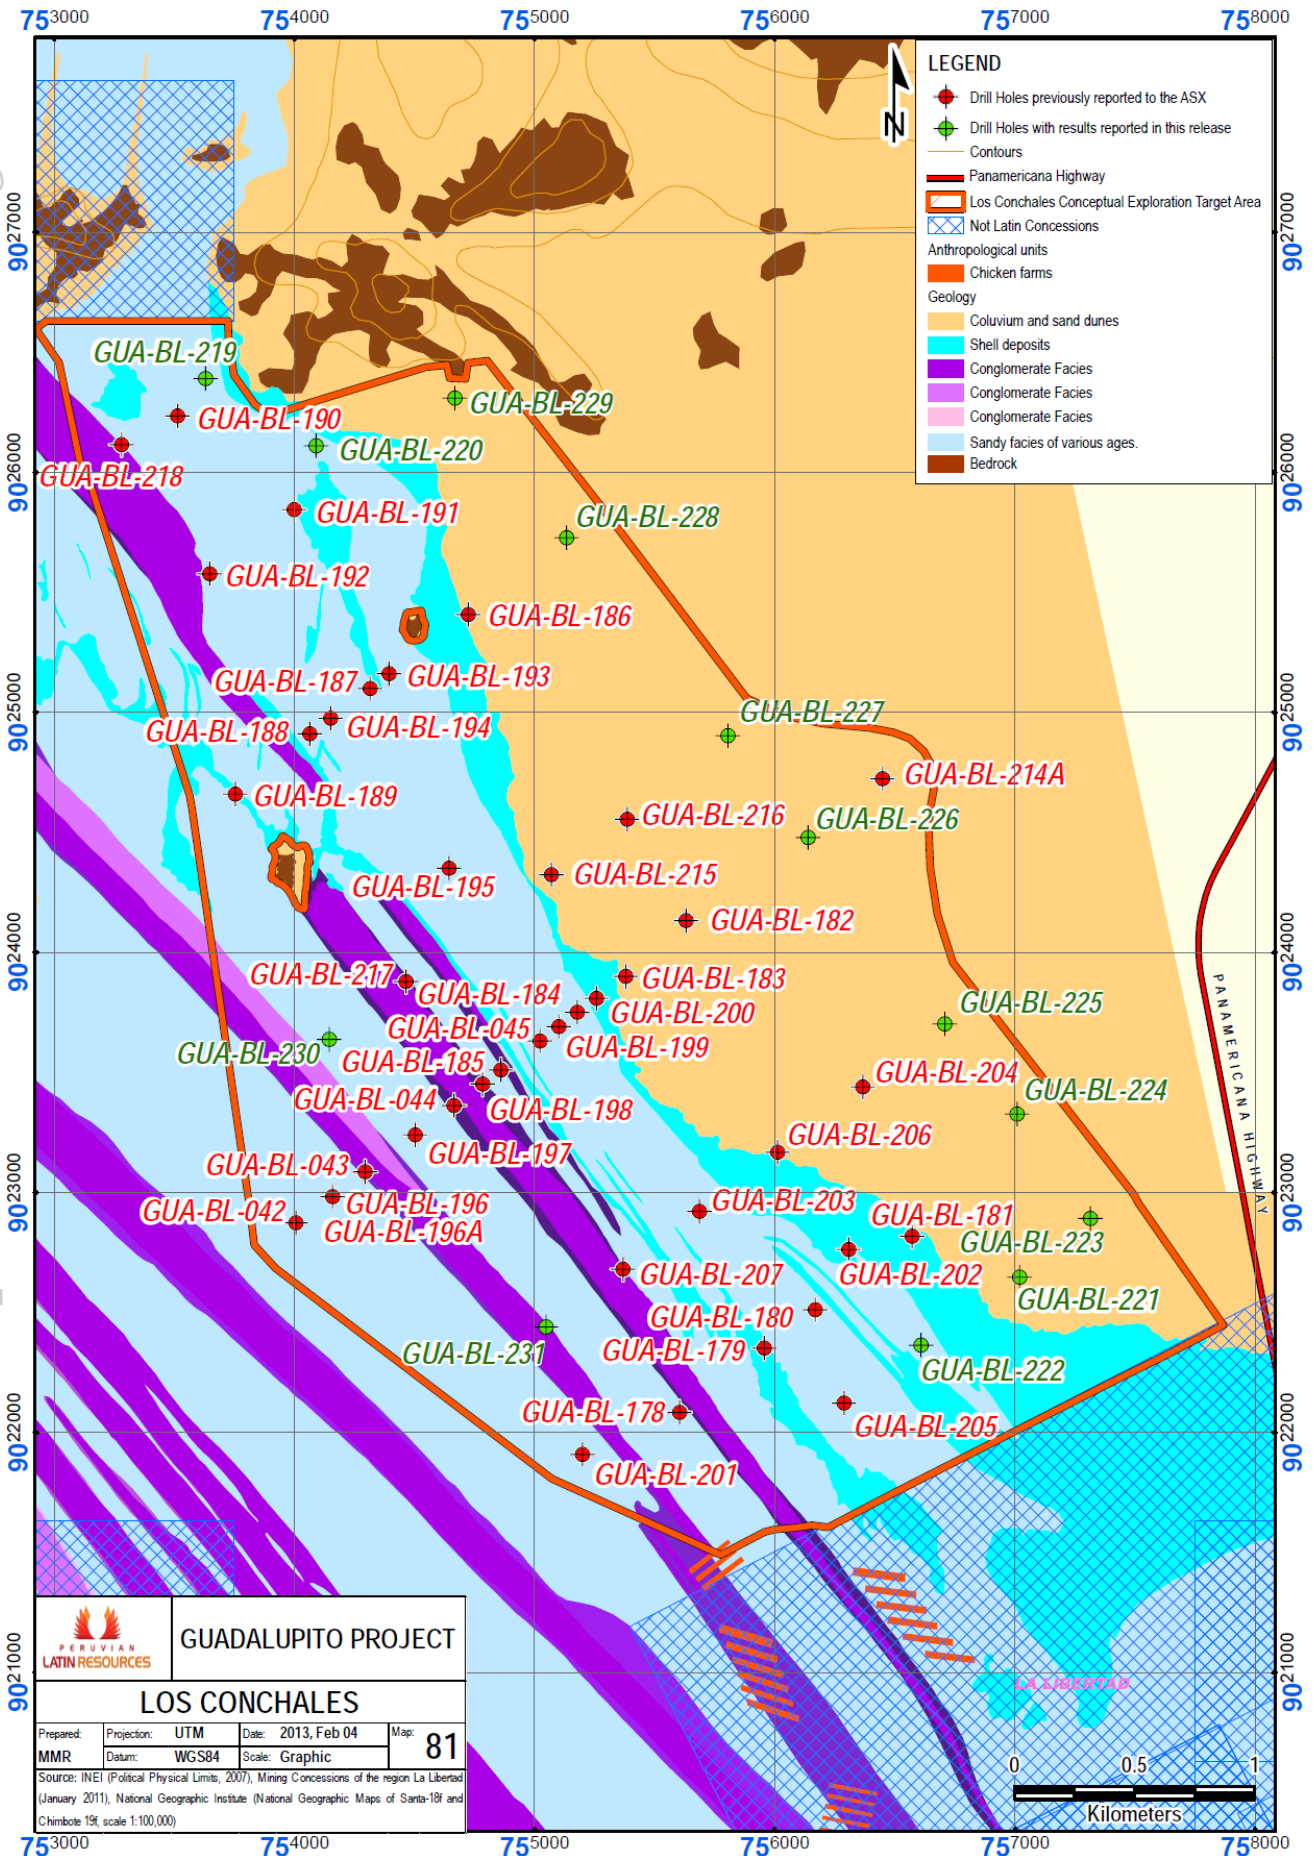 753000 754000 755000 756000 757000 758000
LEGEND
Drill Holes previously reported to the ASX
Drill Holes with results reported in this release
Contours
Panamericana Highway
Los Conchales Conceptual Exploration Target Area
Not Latin Concessions
Anthropological units
Chicken farms
Geology
Coluvium and sand dunes
Shell deposits
Conglomerate Facies
Conglomerate Facies
Conglomerate Facies
Sandy facies of various ages.
Bedrock
N
9027000 9027000
GUA-BL-219
GUA-BL-190
GUA-BL-229
GUA-BL-220
GUA-BL-218
9026000 9026000
GUA-BL-191
GUA-BL-228
GUA-BL-192
GUA-BL-186
GUA-BL-193
GUA-BL-187
9025000 9025000
GUA-BL-227
GUA-BL-194
GUA-BL-188
GUA-BL-214A
GUA-BL-189
GUA-BL-216
GUA-BL-226
GUA-BL-195
GUA-BL-215
GUA-BL-182
9024000 9024000
GUA-BL-217
GUA-BL-183
GUA-BL-184
GUA-BL-225
GUA-BL-200
GUA-BL-045
GUA-BL-199
GUA-BL-230
GUA-BL-185
GUA-BL-204
GUA-BL-224
GUA-BL-044
GUA-BL-198
GUA-BL-206
GUA-BL-197
GUA-BL-043
PANAMERICANA HIGHWAY
9023000 9023000
GUA-BL-196
GUA-BL-203
GUA-BL-042
GUA-BL-181
GUA-BL-196A
GUA-BL-223
GUA-BL-207
GUA-BL-202
GUA-BL-221
GUA-BL-180
GUA-BL-179
GUA-BL-231
GUA-BL-222
9022000 9022000
GUA-BL-178
GUA-BL-205
GUA-BL-201
9021000 9021000
LA LIBERTAD
PERUVIAN
LATIN RESOURCES
GUADALUPITO PROJECT
LOS CONCHALES
Prepared: MMR
Projection: UTM
Datum: WGS84
Date: 2013, Feb 04
Scale: Graphic
Map: 81
Source: INEI (Political Physical Limits, 2007), Mining Concessions of the region La Libertad
(January 2011), National Geographic Institute (National Geographic Maps of Santa-18f and
Chimbote 19f, scale 1:100,000)
0 0.5 1
Kilometers
753000 754000 755000 756000 757000 758000